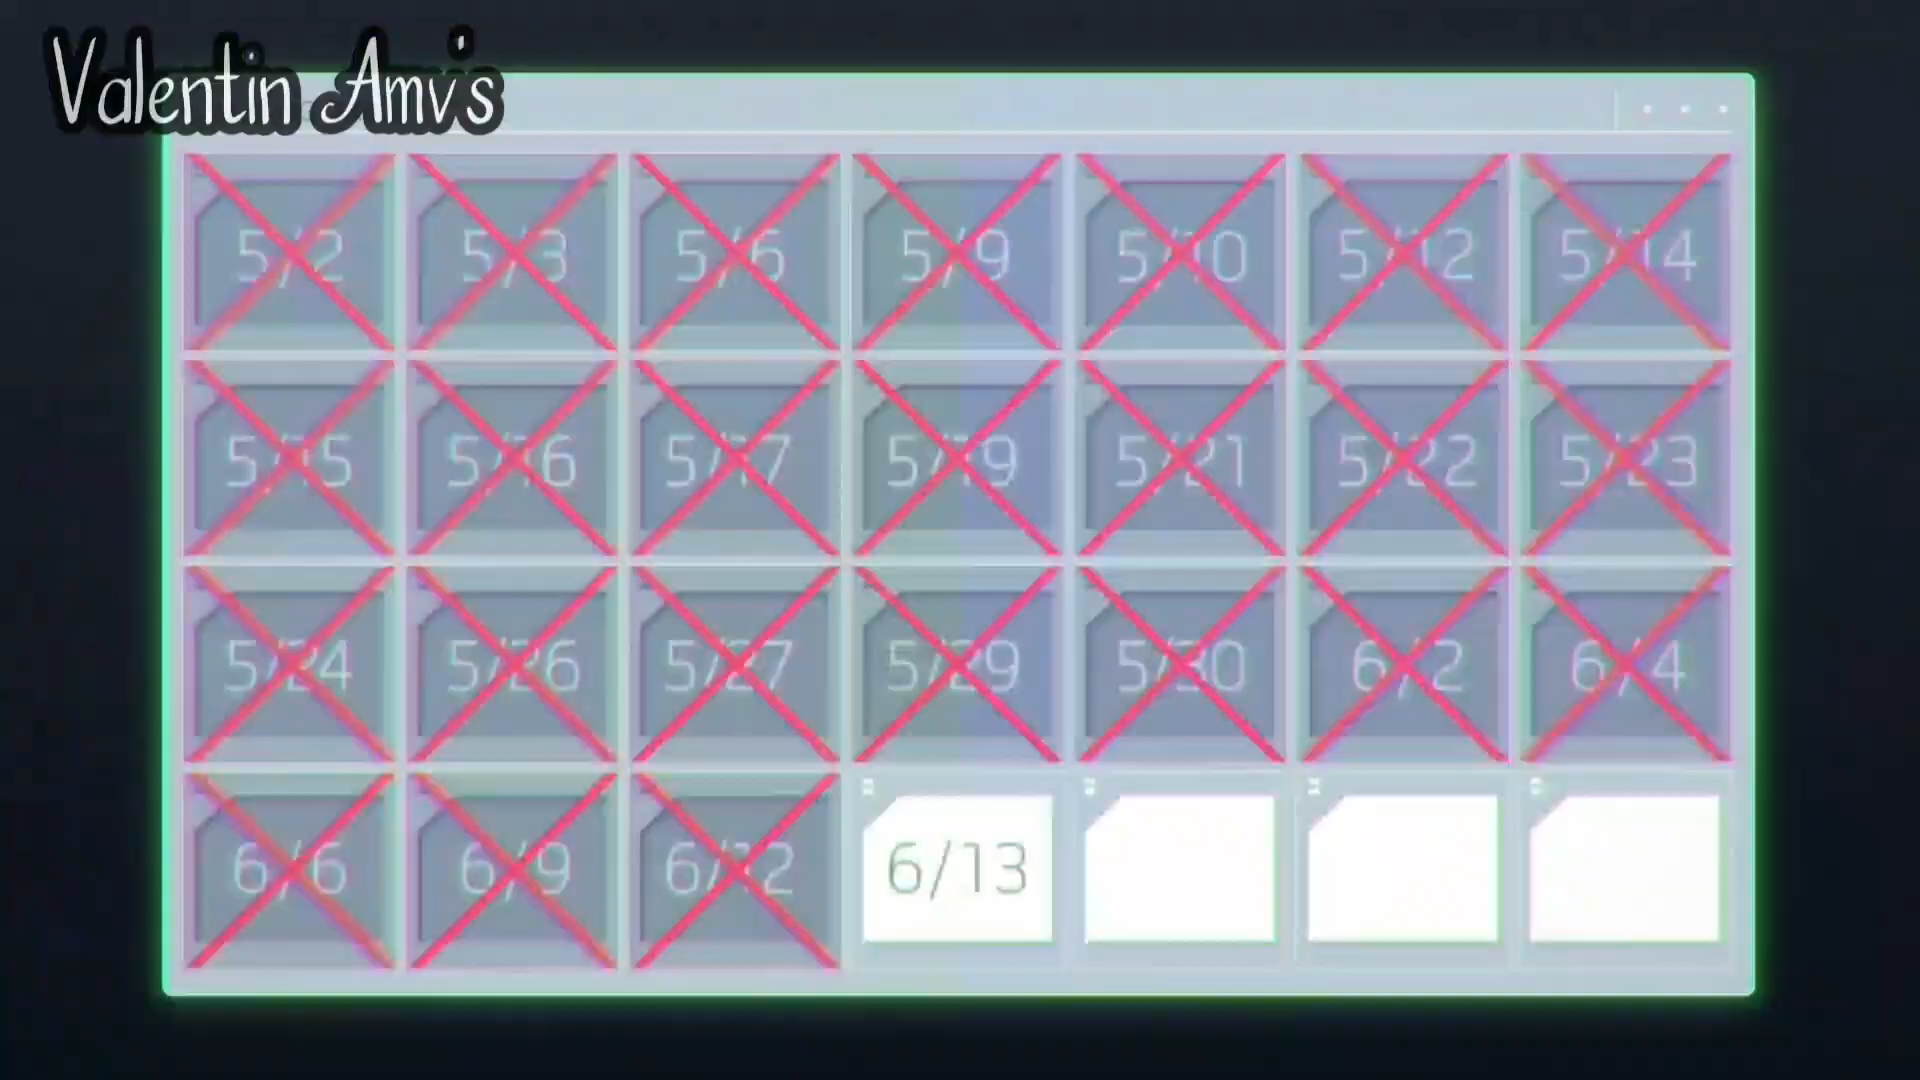 Valentin Amv's
5/2 5/3 5/6 5/9 5/10 5/12 5/14
5/15 5/16 5/17 5/19 5/21 5/22 5/23
5/24 5/26 5/27 5/29 5/30 6/2 6/4
6/6 6/9 6/12 6/13